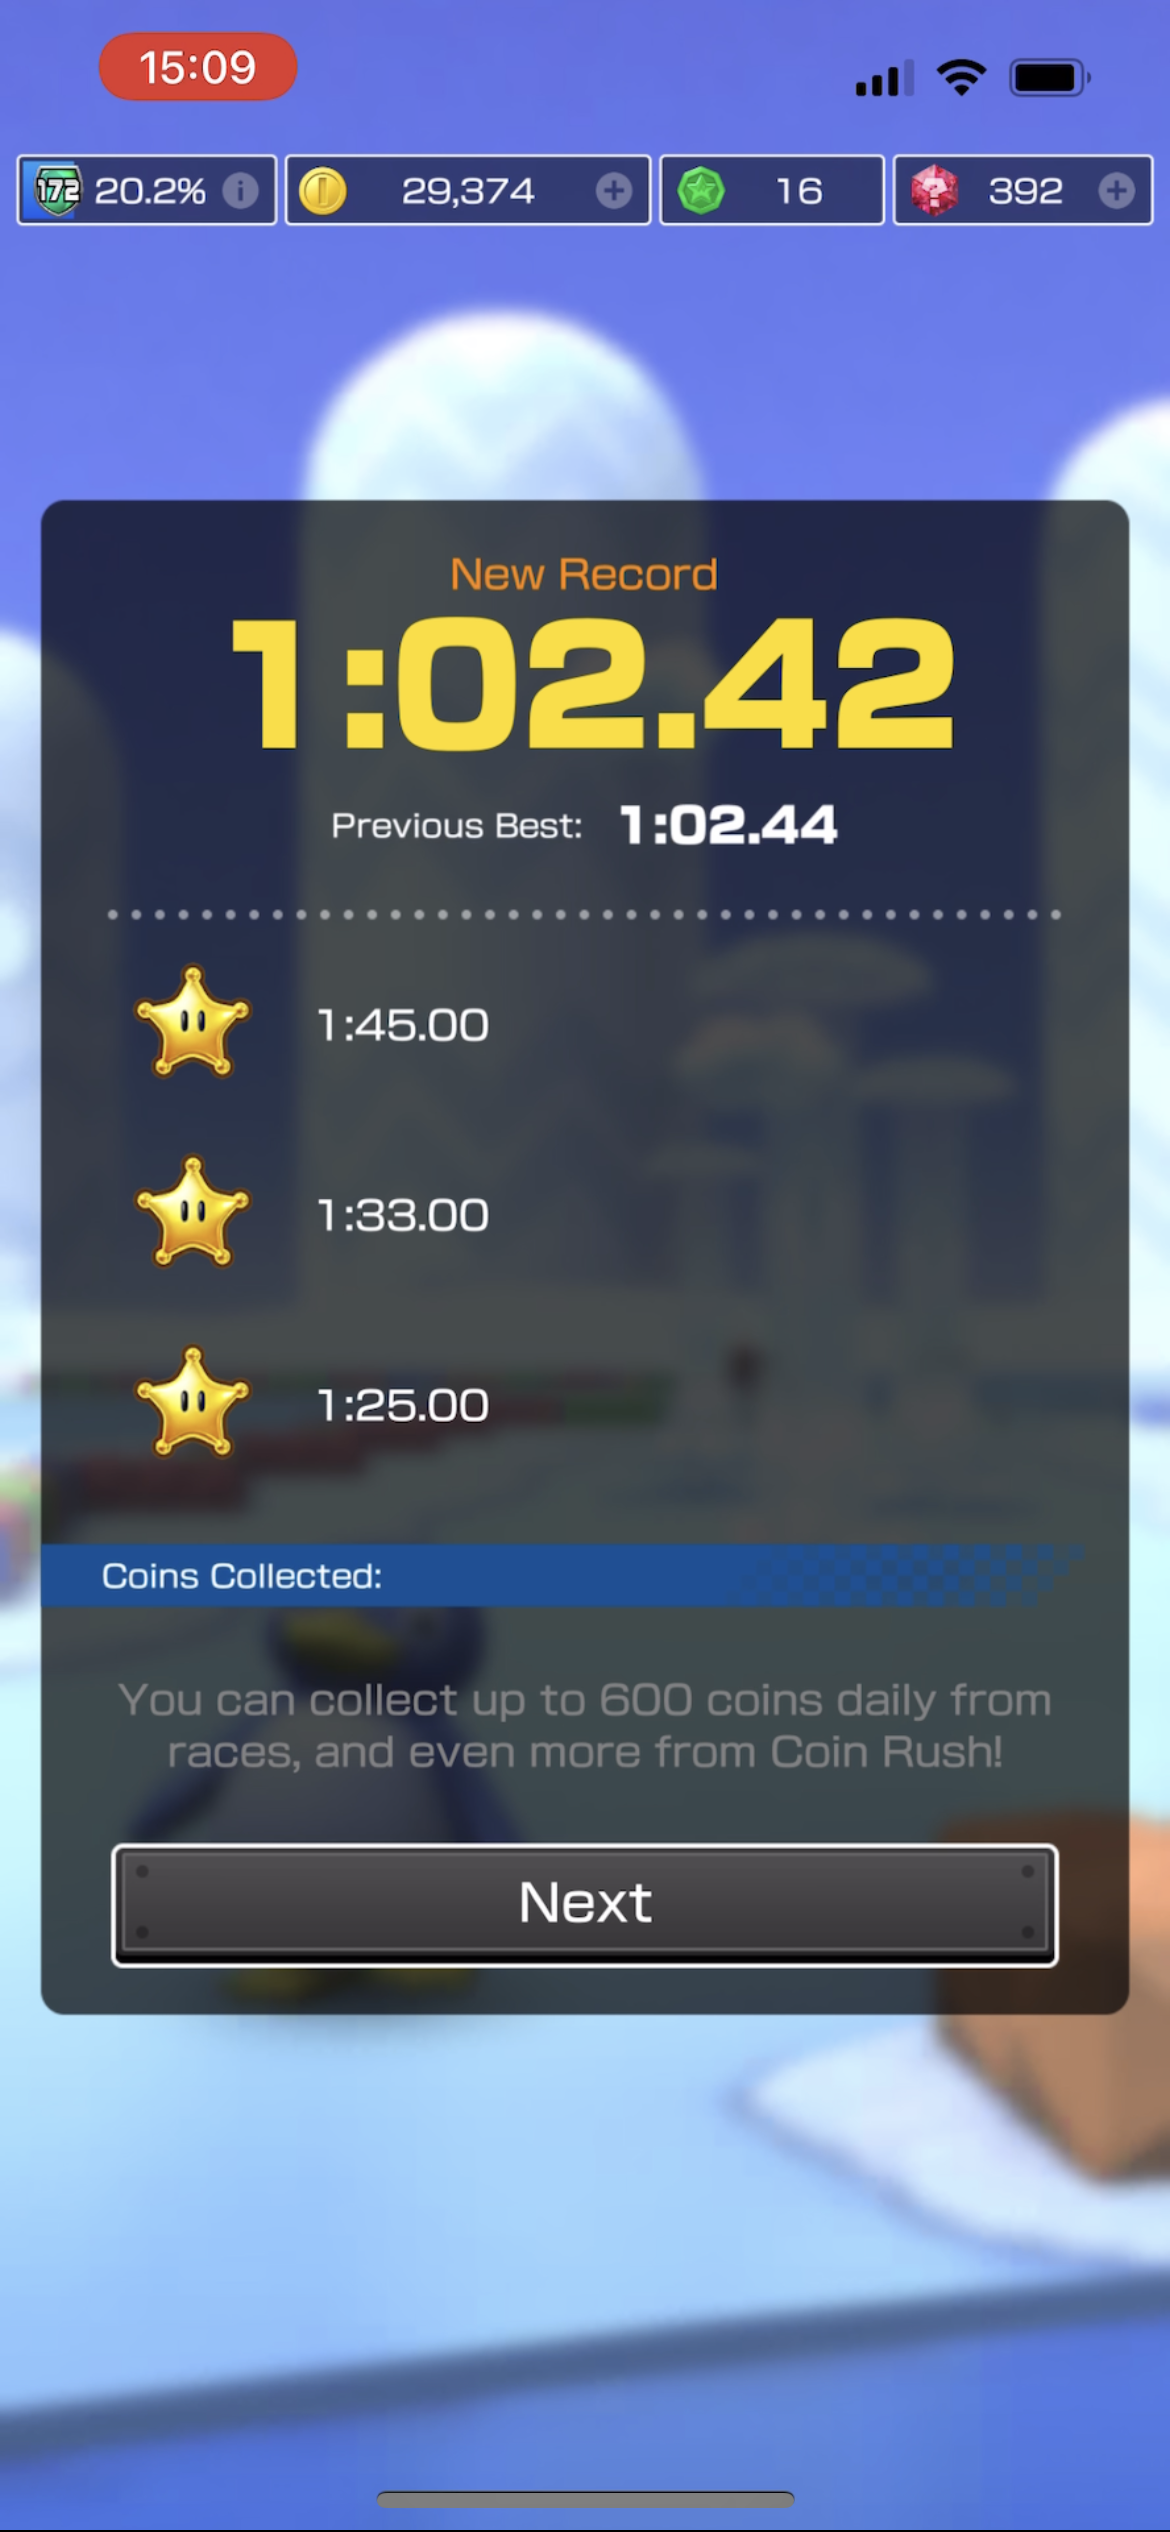 15:09
172 20.2% i 29,374 + 16 ? 392 +
New Record
1:02.42
Previous Best: 1:02.44
1:45.00
1:33.00
1:25.00
Coins Collected:
You can collect up to 600 coins daily from
races, and even more from Coin Rush!
Next